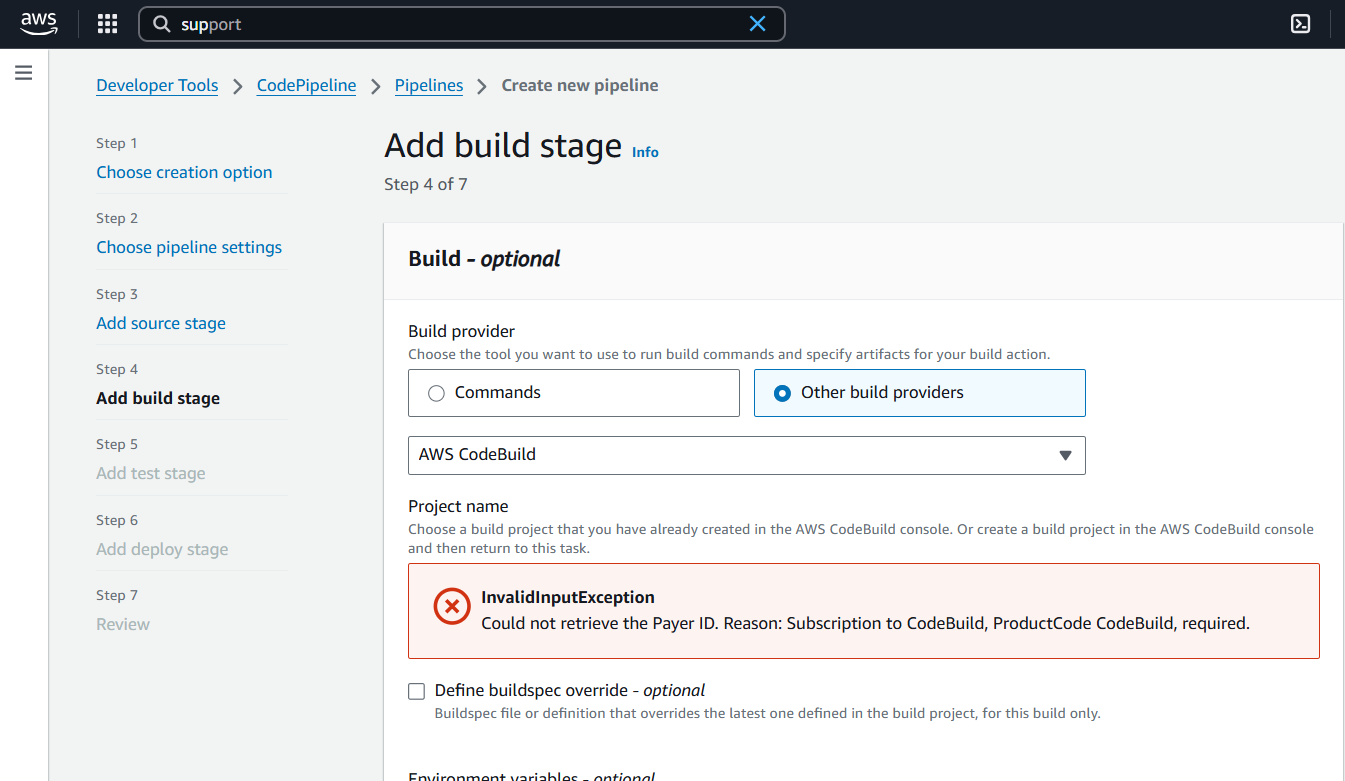 aws
support
Developer Tools > CodePipeline > Pipelines > Create new pipeline
Step 1
Choose creation option
Step 2
Choose pipeline settings
Step 3
Add source stage
Step 4
Add build stage
Step 5
Add test stage
Step 6
Add deploy stage
Step 7
Review
Add build stage Info
Step 4 of 7
Build - optional
Build provider
Choose the tool you want to use to run build commands and specify artifacts for your build action.
Commands
Other build providers
AWS CodeBuild
Project name
Choose a build project that you have already created in the AWS CodeBuild console. Or create a build project in the AWS CodeBuild console
and then return to this task.
InvalidInputException
Could not retrieve the Payer ID. Reason: Subscription to CodeBuild, ProductCode CodeBuild, required.
Define buildspec override - optional
Buildspec file or definition that overrides the latest one defined in the build project, for this build only.
Environment variables - optional